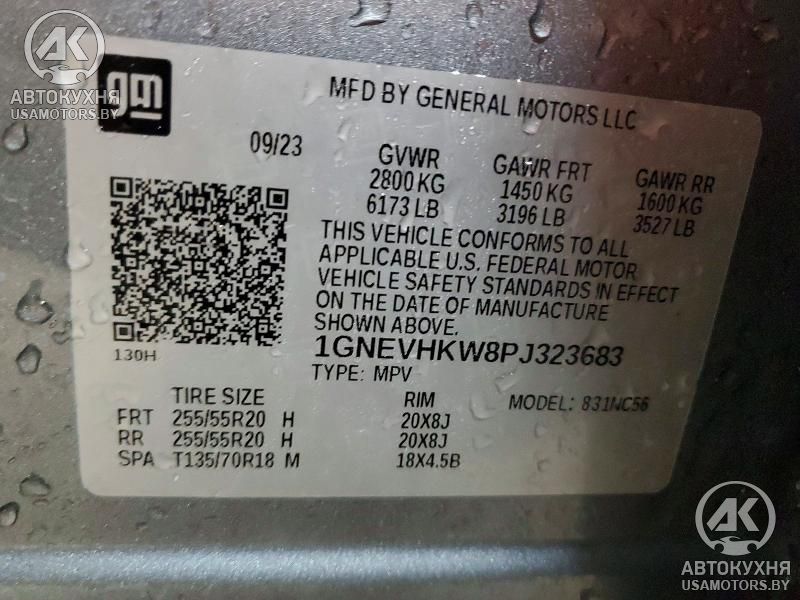 AK
АВТОКУХНЯ
USAMOTORS.BY
gm
MFD BY GENERAL MOTORS LLC
09/23
GVWR
2800 KG
6173 LB
GAWR FRT
1450 KG
3196 LB
GAWR RR
1600 KG
3527 LB
THIS VEHICLE CONFORMS TO ALL
APPLICABLE U.S. FEDERAL MOTOR
VEHICLE SAFETY STANDARDS IN EFFECT
ON THE DATE OF MANUFACTURE
SHOWN ABOVE.
130H
1GNEVHKW8PJ323683
TYPE: MPV
MODEL: 831NC56
TIRE SIZE RIM
FRT 255/55R20 H 20X8J
RR 255/55R20 H 20X8J
SPA T135/70R18 M 18X4.5B
AK
АВТОКУХНЯ
USAMOTORS.BY